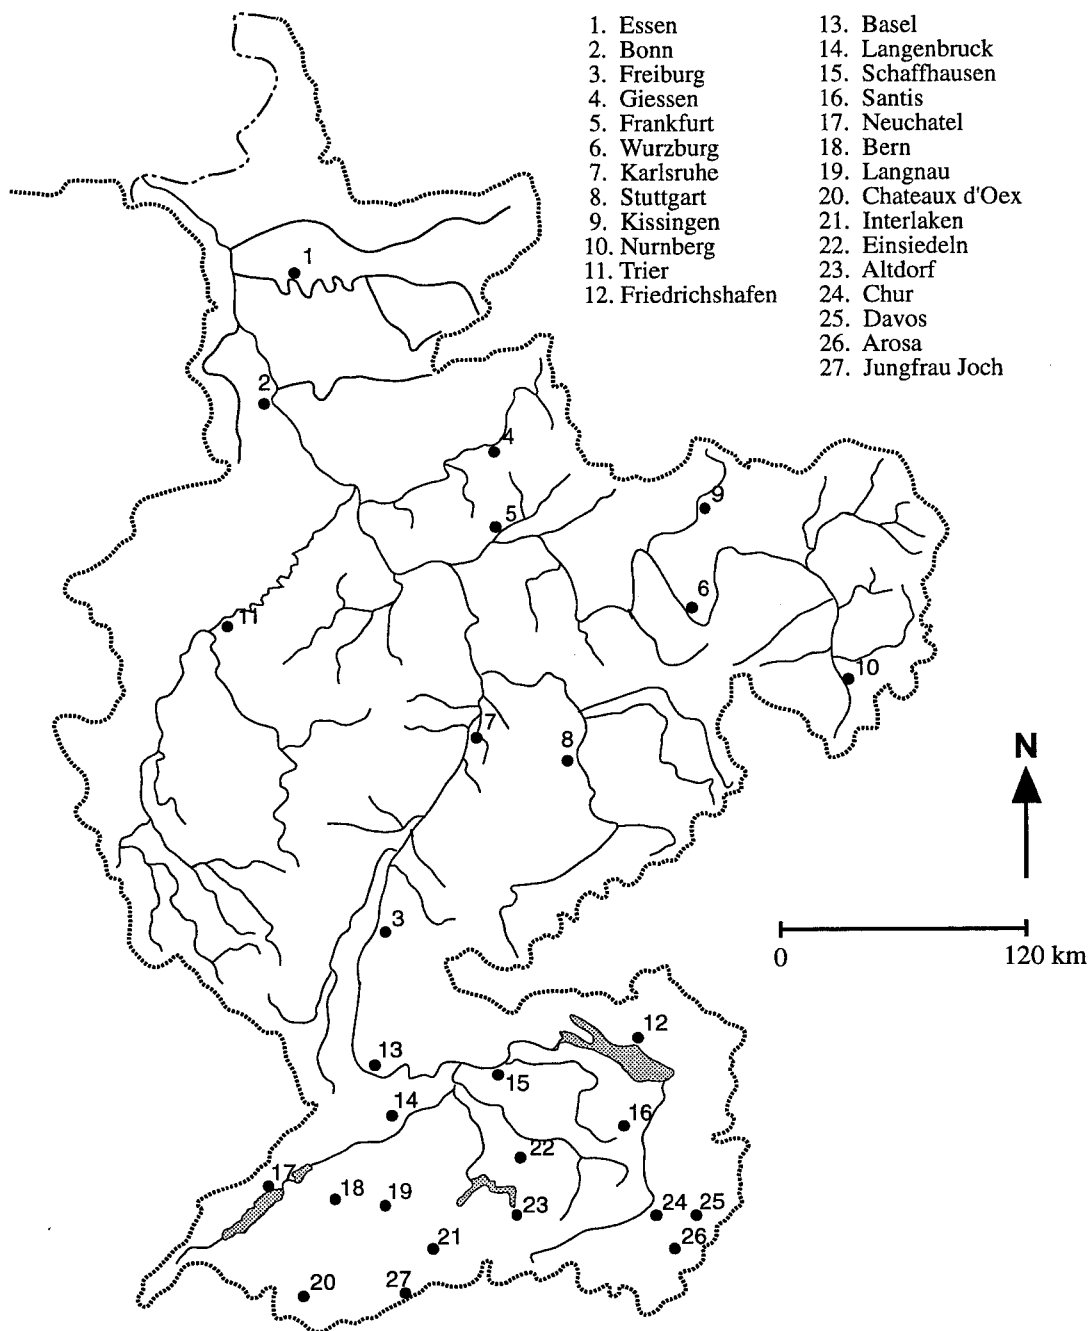 1. Essen
2. Bonn
3. Freiburg
4. Giessen
5. Frankfurt
6. Wurzburg
7. Karlsruhe
8. Stuttgart
9. Kissingen
10. Nurnberg
11. Trier
12. Friedrichshafen
13. Basel
14. Langenbruck
15. Schaffhausen
16. Santis
17. Neuchatel
18. Bern
19. Langnau
20. Chateaux d'Oex
21. Interlaken
22. Einsiedeln
23. Altdorf
24. Chur
25. Davos
26. Arosa
27. Jungfrau Joch
1
2
4
9
5
6
11
10
7
8
N
3
0 120 km
12
13
15
14
16
22
17
18
19
23
24
25
21
26
20
27